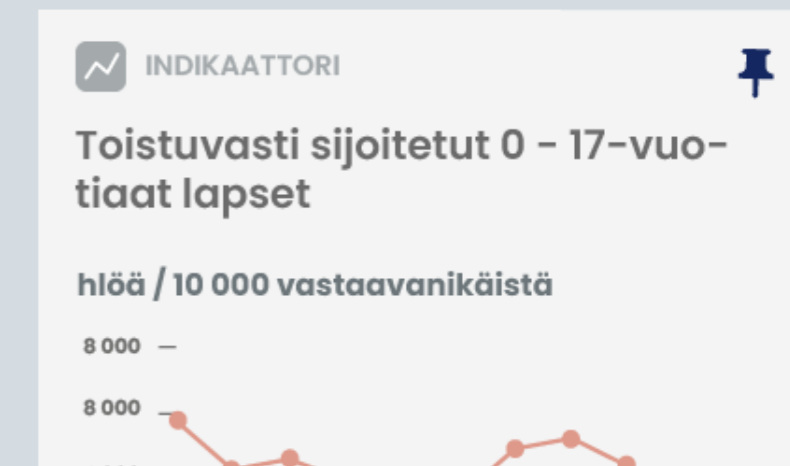 INDIKAATTORI
Toistuvasti sijoitetut 0 - 17-vuo-
tiaat lapset
hlöä / 10 000 vastaavanikäistä
8 000
8 000